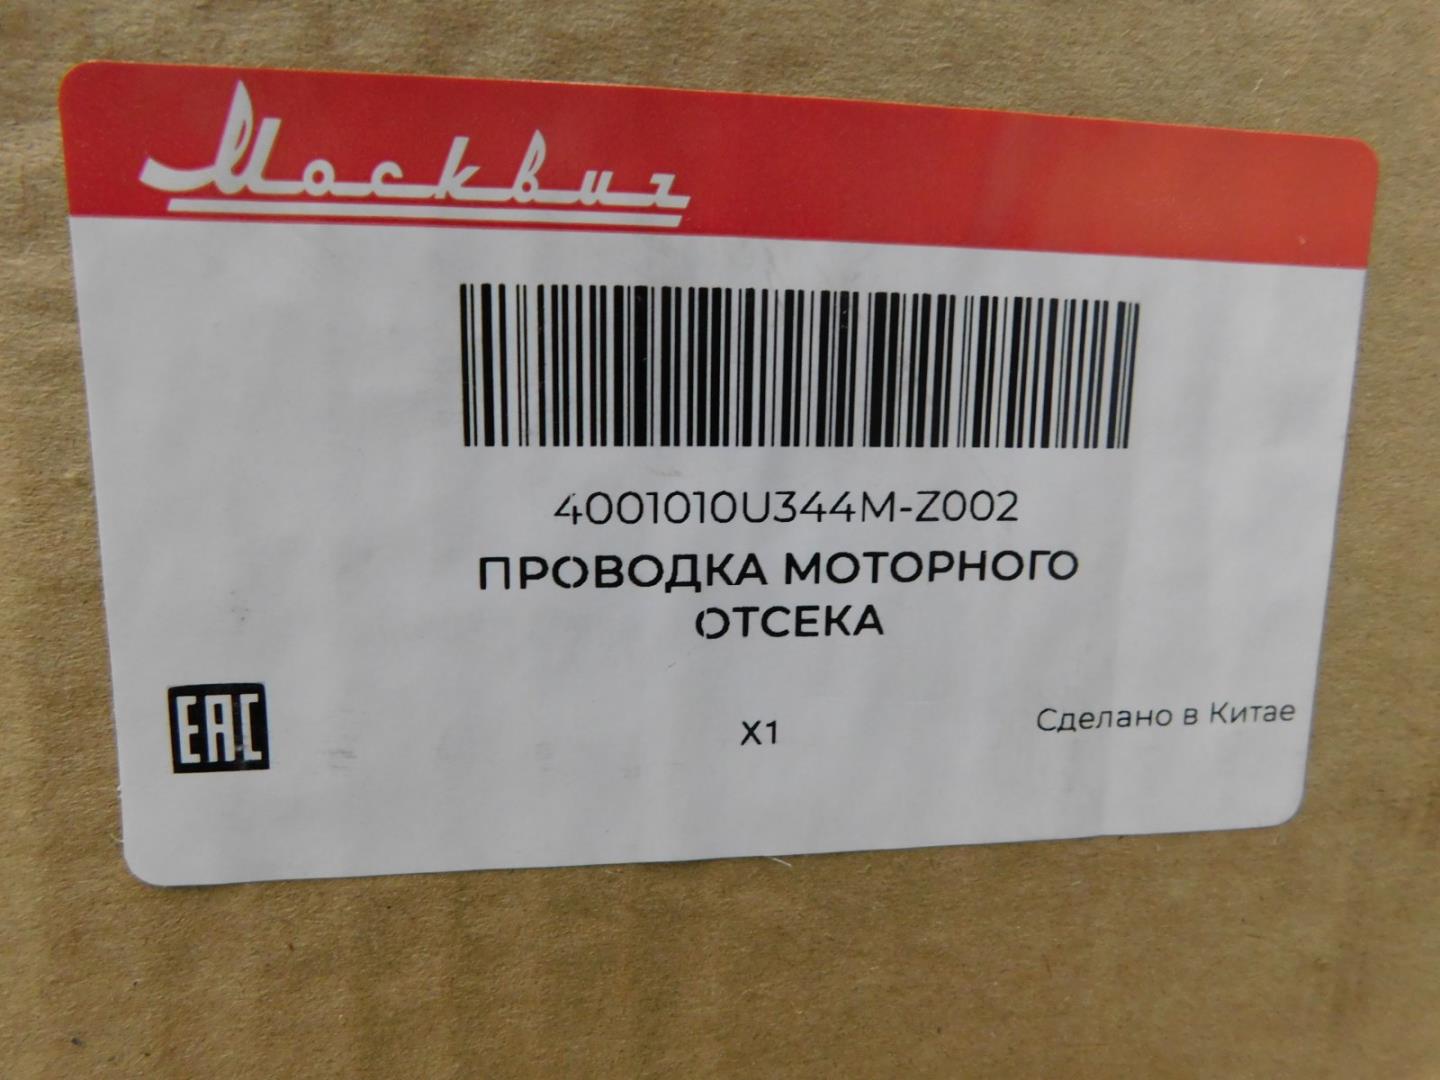 Москвич
4001010U344M-Z002
ПРОВОДКА МОТОРНОГО
ОТСЕКА
EAC
X1
Сделано в Китае